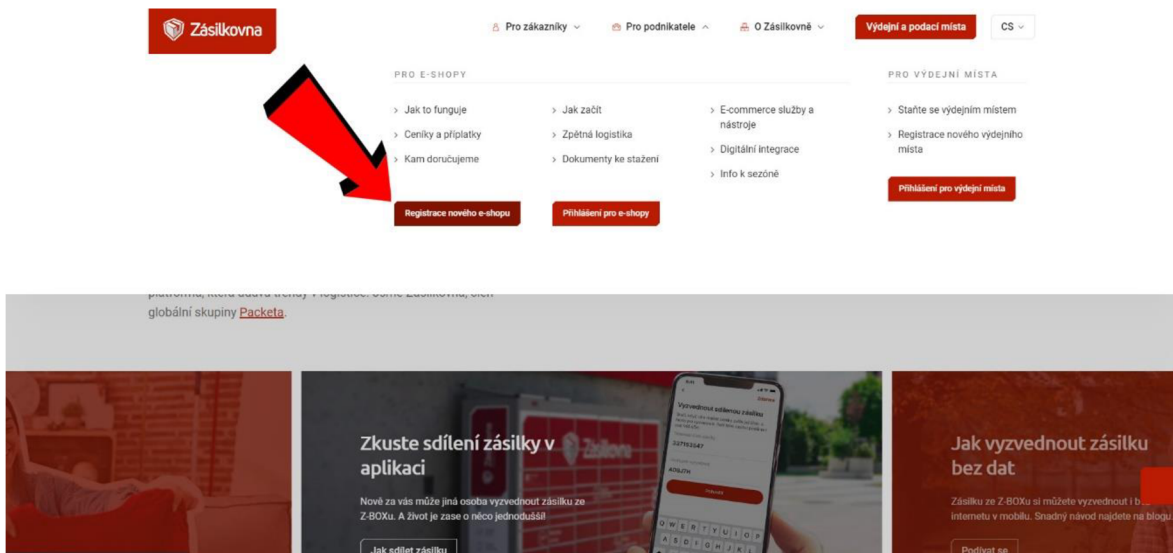 Zásilkovna
Pro zákazníky
Pro podnikatele
O Zásilkovně
Výdejní a podací místa
CS
PRO E-SHOPY
Jak to funguje
Ceníky a příplatky
Kam doručujeme
Registrace nového e-shopu
Jak začít
Zpětná logistika
Dokumenty ke stažení
Přihlášení pro e-shopy
E-commerce služby a
nástroje
Digitální integrace
Info k sezóně
PRO VÝDEJNÍ MÍSTA
Staňte se výdejním místem
Registrace nového výdejního
místa
Přihlášení pro výdejní místa
globální skupiny Packeta.
Zkuste sdílení zásilky v
aplikaci
Nově za vás může jiná osoba vyzvednout zásilku ze
Z-BOXu. A život je zase o něco jednodušší!
Jak sdílet zásilku
Vyzvednout sdílenou zásilku
Jak vyzvednout zásilku
bez dat
Zásilku ze Z-BOXu si můžete vyzvednout i
internetu v mobilu. Snadný návod najdete na blogu.
Podívat se